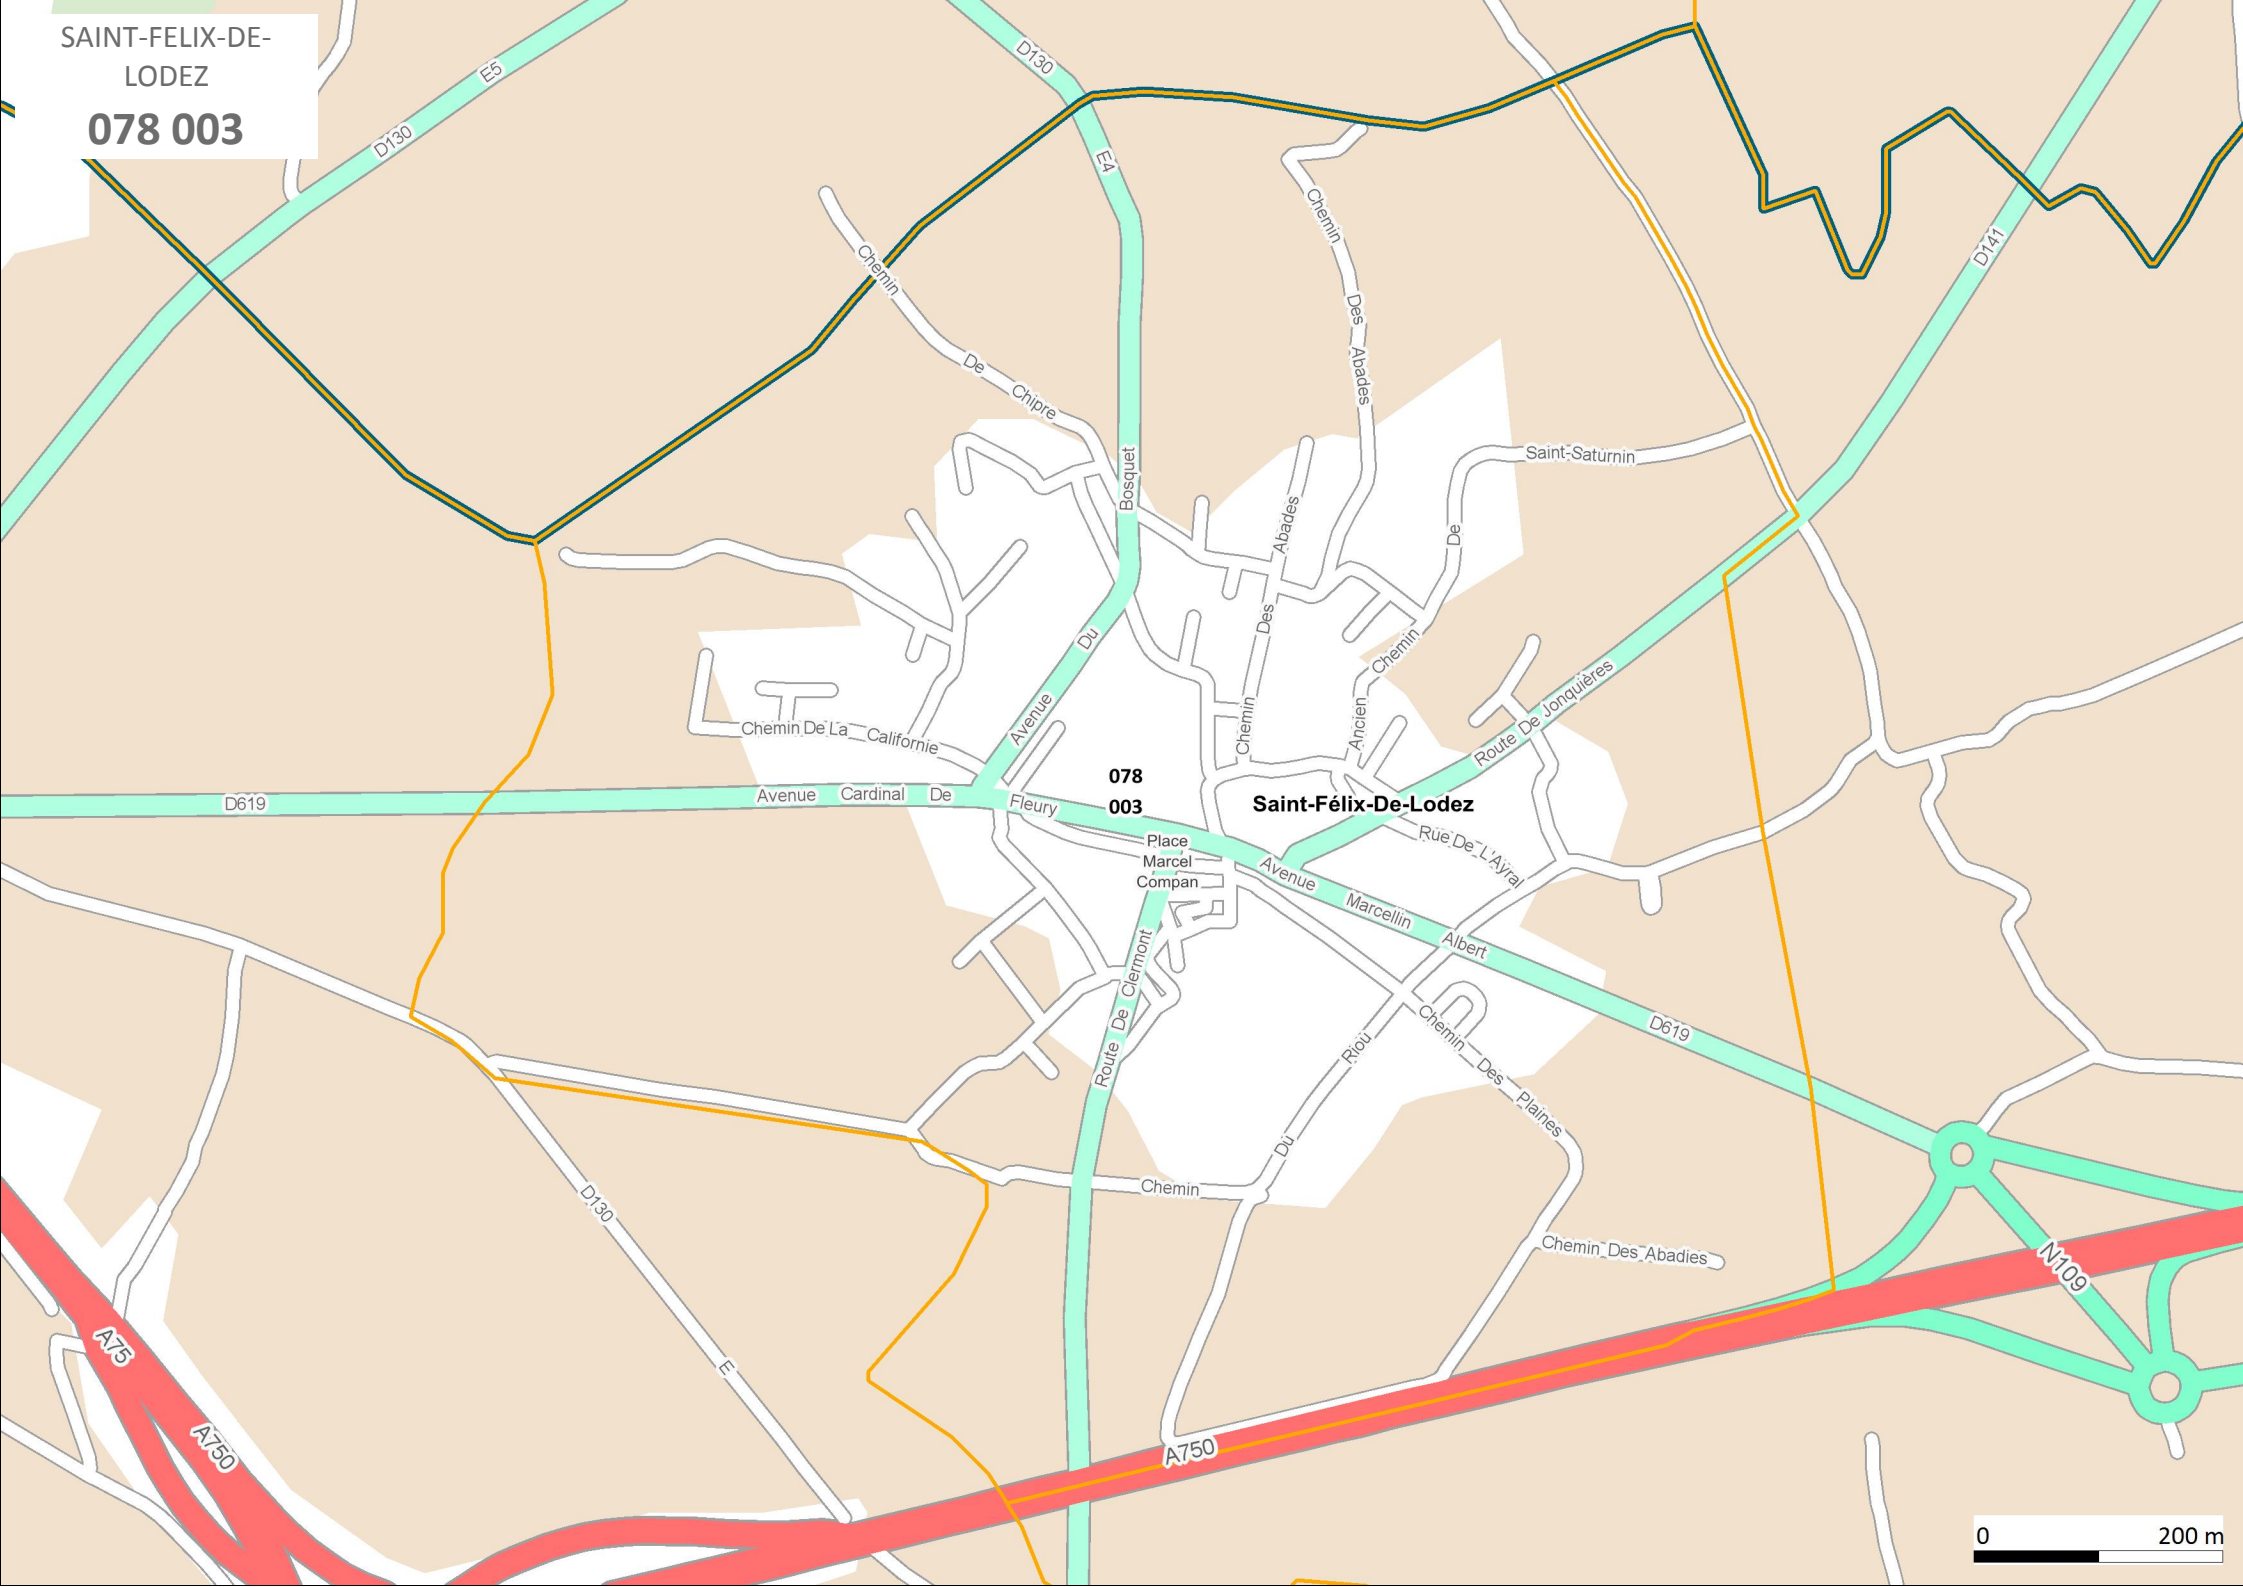 SAINT-FELIX-DE-
LODEZ
078 003
E5
D130
D130
E4
Chemin
De
Chipre
Chemin
Des
Abades
D141
Bosquet
Du
Avenue
Abades
Des
Chemin
Saint-Saturnin
De
Chemin
Ancien
Route De Jonquières
Chemin De La Californie
D619
Avenue Cardinal De Fleury
078
003
Saint-Félix-De-Lodez
Place
Marcel
Compan
Rue De L'Ayral
Avenue Marcellin Albert
D619
Route De Clermont
Chemin Des Plaines
Riou
Du
Chemin
Chemin Des Abadies
D130
E
N109
A75
A750
A750
0 200 m